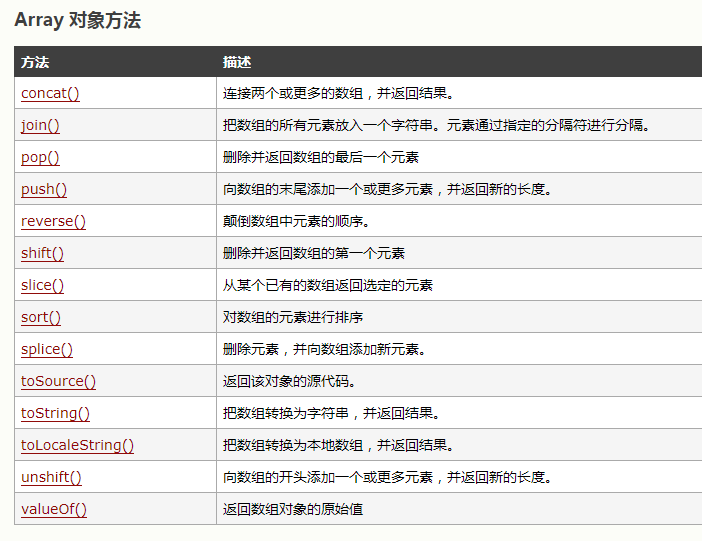 Array 对象方法
方法 描述
concat() 连接两个或更多的数组，并返回结果。
join() 把数组的所有元素放入一个字符串。元素通过指定的分隔符进行分隔。
pop() 删除并返回数组的最后一个元素
push() 向数组的末尾添加一个或更多元素，并返回新的长度。
reverse() 颠倒数组中元素的顺序。
shift() 删除并返回数组的第一个元素
slice() 从某个已有的数组返回选定的元素
sort() 对数组的元素进行排序
splice() 删除元素，并向数组添加新元素。
toSource() 返回该对象的源代码。
toString() 把数组转换为字符串，并返回结果。
toLocaleString() 把数组转换为本地数组，并返回结果。
unshift() 向数组的开头添加一个或更多元素，并返回新的长度。
valueOf() 返回数组对象的原始值